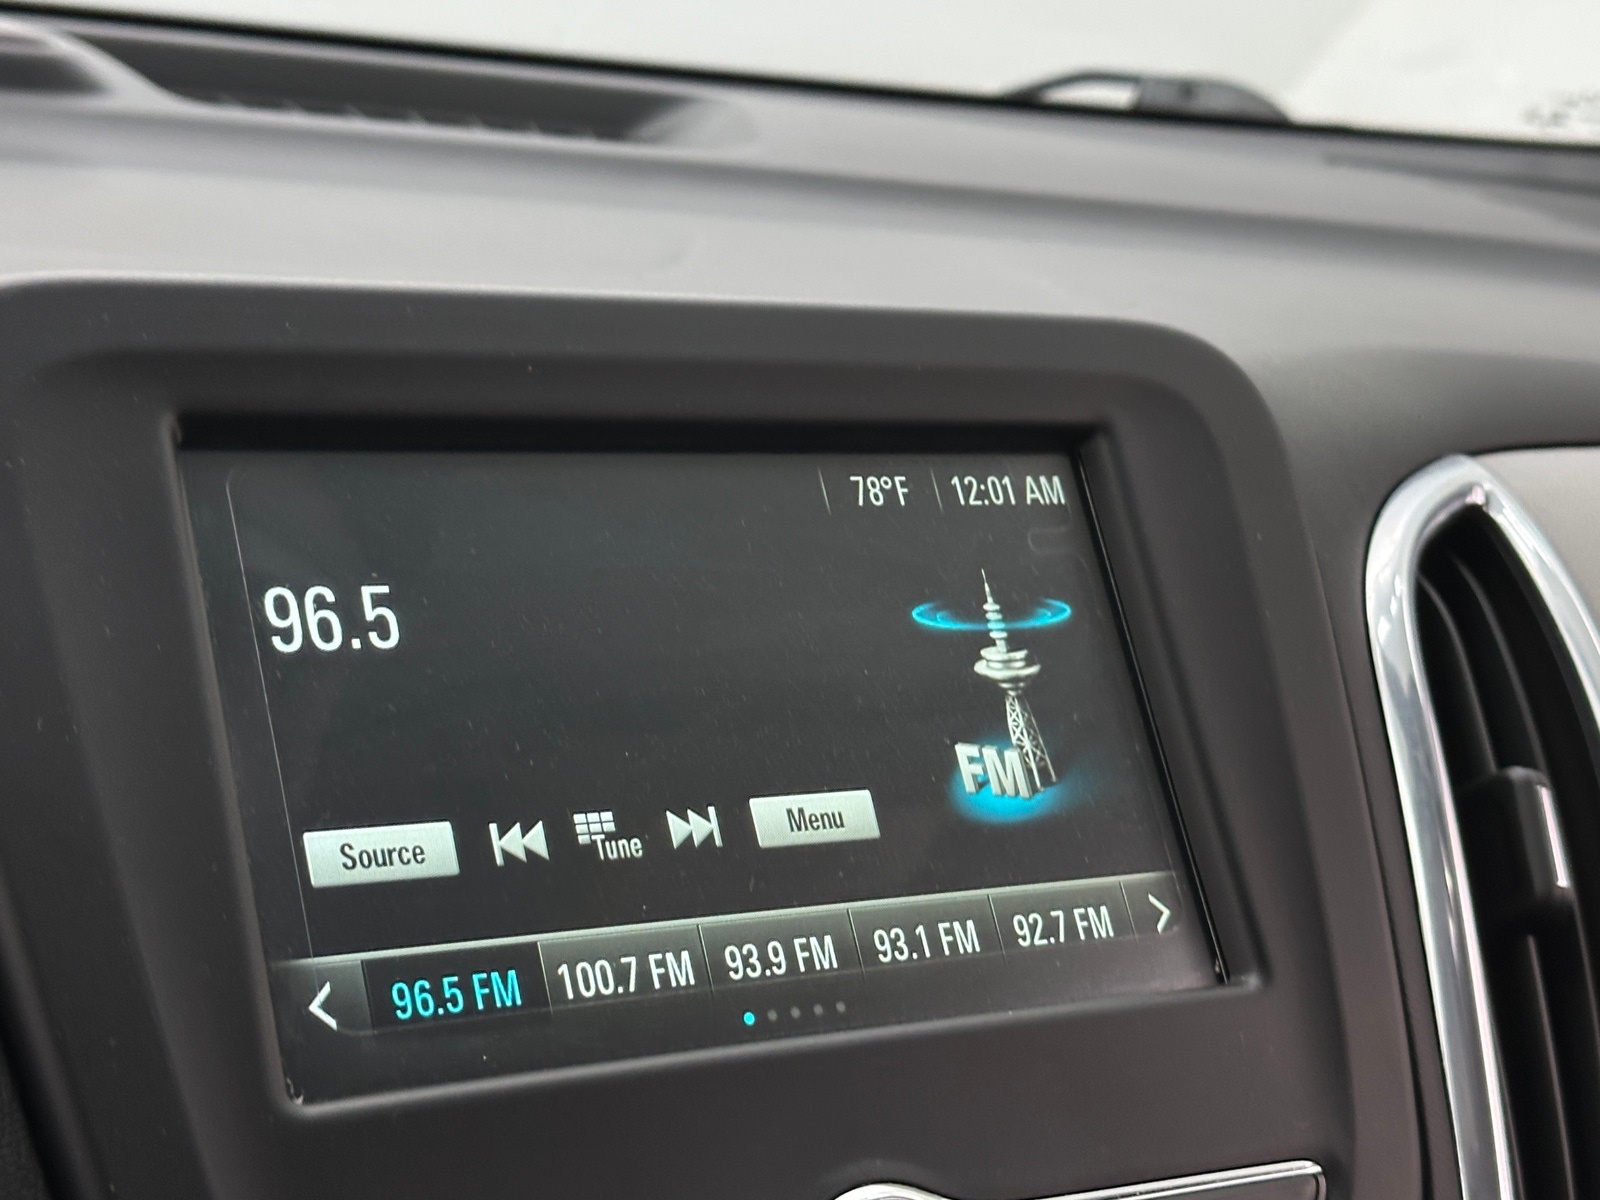 78°F 12:01 AM
96.5
FM
Source Tune Menu
96.5 FM 100.7 FM 93.9 FM 93.1 FM 92.7 FM